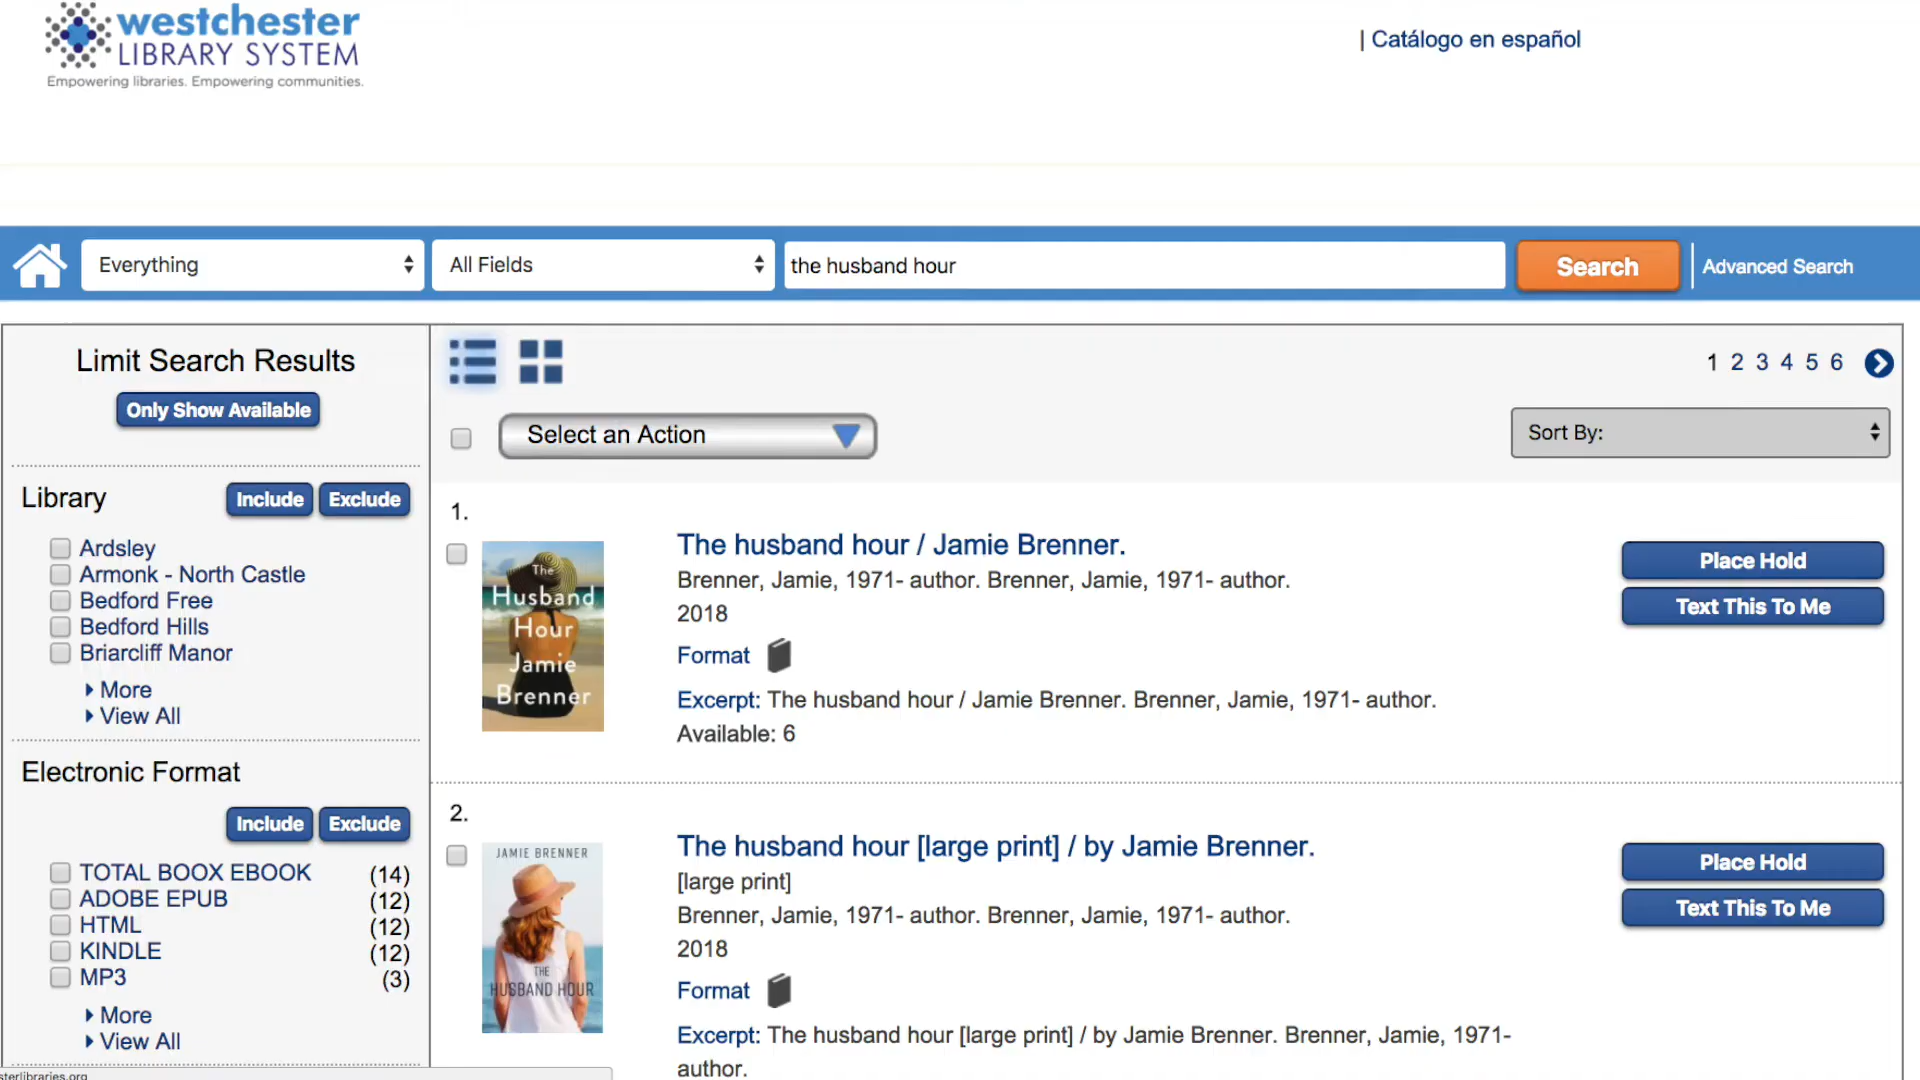 westchester
LIBRARY SYSTEM
Empowering libraries. Empowering communities.
| Catálogo en español
Everything
All Fields
the husband hour
Search
Advanced Search
Limit Search Results
Only Show Available
Library
Include
Exclude
Ardsley
Armonk - North Castle
Bedford Free
Bedford Hills
Briarcliff Manor
More
View All
Electronic Format
Include
Exclude
TOTAL BOOX EBOOK (14)
ADOBE EPUB (12)
HTML (12)
KINDLE (12)
MP3 (3)
More
View All
1 2 3 4 5 6
Select an Action
Sort By:
1.
The
Husband
Hour
Jamie
Brenner
The husband hour / Jamie Brenner.
Brenner, Jamie, 1971- author. Brenner, Jamie, 1971- author.
2018
Format
Excerpt: The husband hour / Jamie Brenner. Brenner, Jamie, 1971- author.
Available: 6
Place Hold
Text This To Me
2.
JAMIE BRENNER
THE
HUSBAND HOUR
The husband hour [large print] / by Jamie Brenner.
[large print]
Brenner, Jamie, 1971- author. Brenner, Jamie, 1971- author.
2018
Format
Excerpt: The husband hour [large print] / by Jamie Brenner. Brenner, Jamie, 1971-
author.
Place Hold
Text This To Me
sterlibraries.org